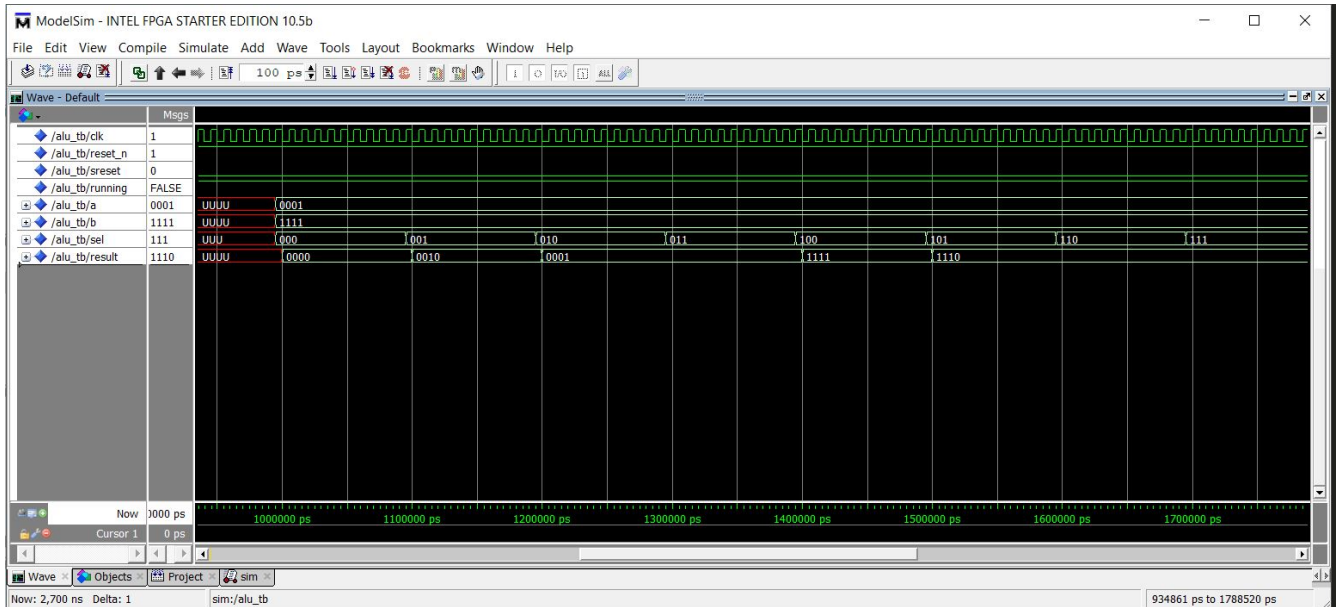 ModelSim - INTEL FPGA STARTER EDITION 10.5b
File Edit View Compile Simulate Add Wave Tools Layout Bookmarks Window Help
100 ps
Wave - Default
Msgs
/alu_tb/clk 1
/alu_tb/reset_n 1
/alu_tb/sreset 0
/alu_tb/running FALSE
/alu_tb/a 0001 UUUU 0001
/alu_tb/b 1111 UUUU 1111
/alu_tb/sel 111 UUU 000 001 010 011 100 101 110 111
/alu_tb/result 1110 UUUU 0000 0010 0001 1111 1110
Now 0000 ps 1000000 ps 1100000 ps 1200000 ps 1300000 ps 1400000 ps 1500000 ps 1600000 ps 1700000 ps
Cursor 1 0 ps
Wave Objects Project sim
Now: 2,700 ns Delta: 1 sim:/alu_tb 934861 ps to 1788520 ps